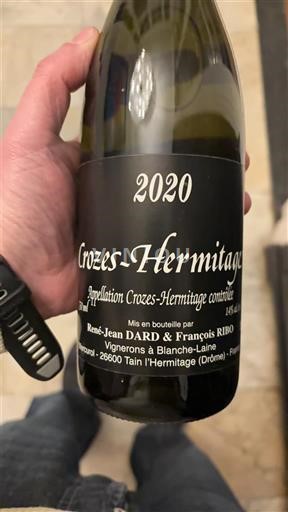 2020
Crozes-Hermitage
Appellation Crozes-Hermitage contrôlée
Mis en bouteille par
14%
René-Jean DARD & François RIBO
Vignerons à Blanche-Laine
26600 Tain l'Hermitage (Drôme) -